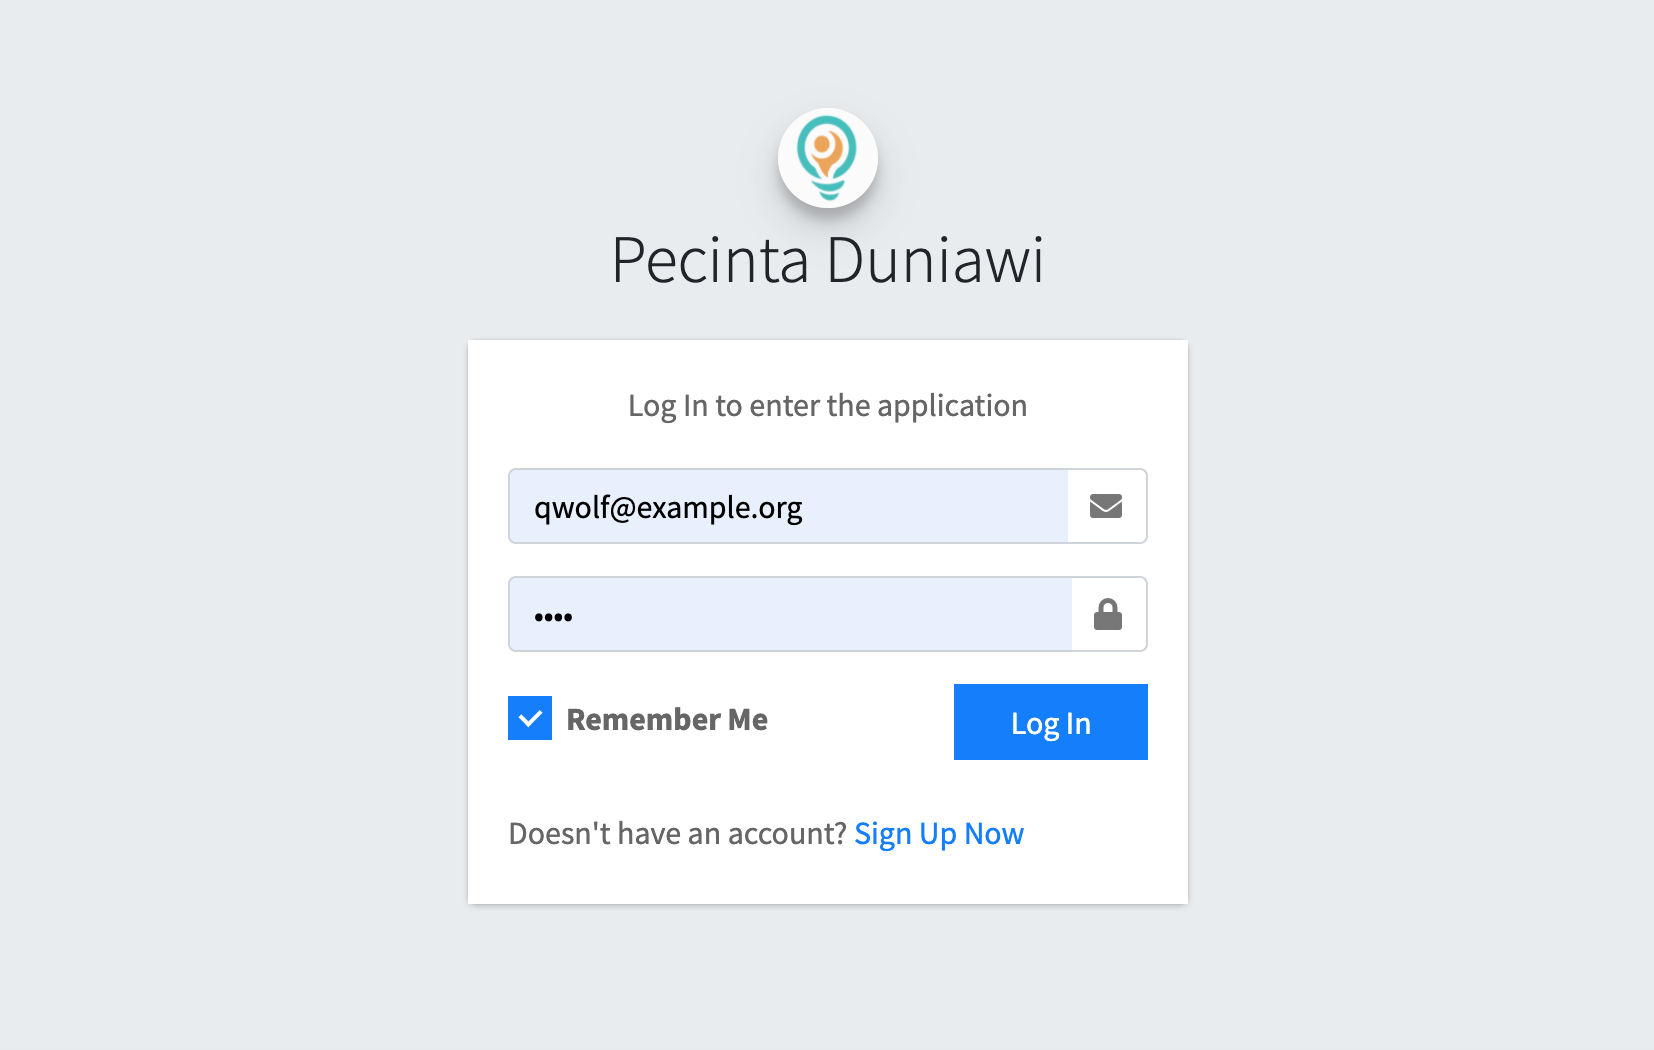 Pecinta Duniawi
Log In to enter the application
qwolf@example.org
••••
Remember Me
Log In
Doesn't have an account? Sign Up Now